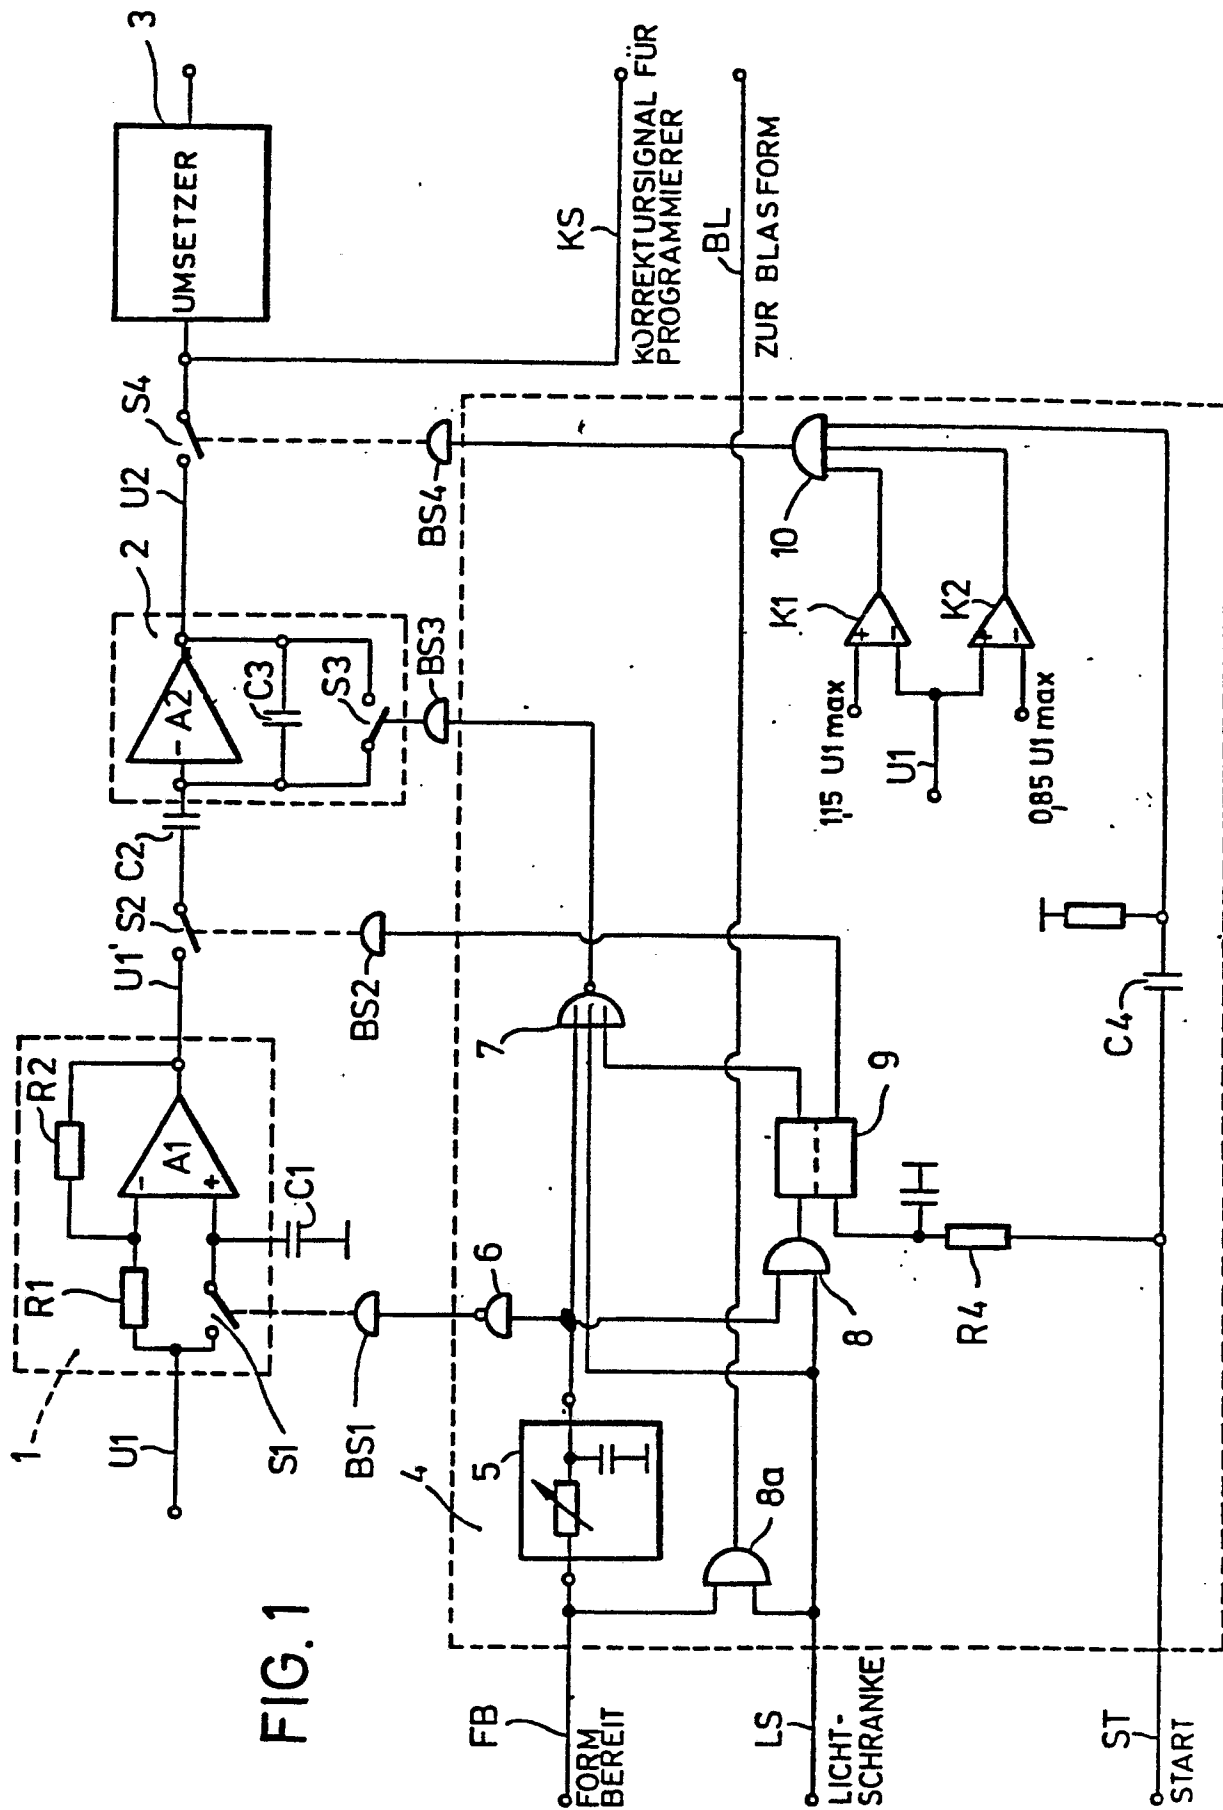 FIG. 1
1
U1
R1
R2
A1
-
+
S1
C1
U1'
S2
C2
A2
-
2
C3
S3
U2
S4
UMSETZER
3
BS1
BS2
BS3
BS4
KS
KORREKTURSIGNAL FÜR
PROGRAMMIERER
4
5
6
7
FB
FORM
BEREIT
8a
8
9
10
BL
ZUR BLASFORM
LS
LICHT-
SCHRANKE
R4
1,15 U1 max
K1
+
-
U1
K2
+
-
0,85 U1 max
ST
START
C4